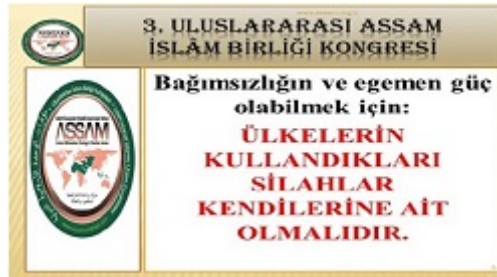 3. ULUSLARARASI ASSAM
İSLÂM BİRLİĞİ KONGRESİ
ASSAM
Bağımsızlığın ve egemen güç
olabilmek için:
ÜLKELERİN
KULLANDIKLARI
SİLAHLAR
KENDİLERİNE AİT
OLMALIDIR.